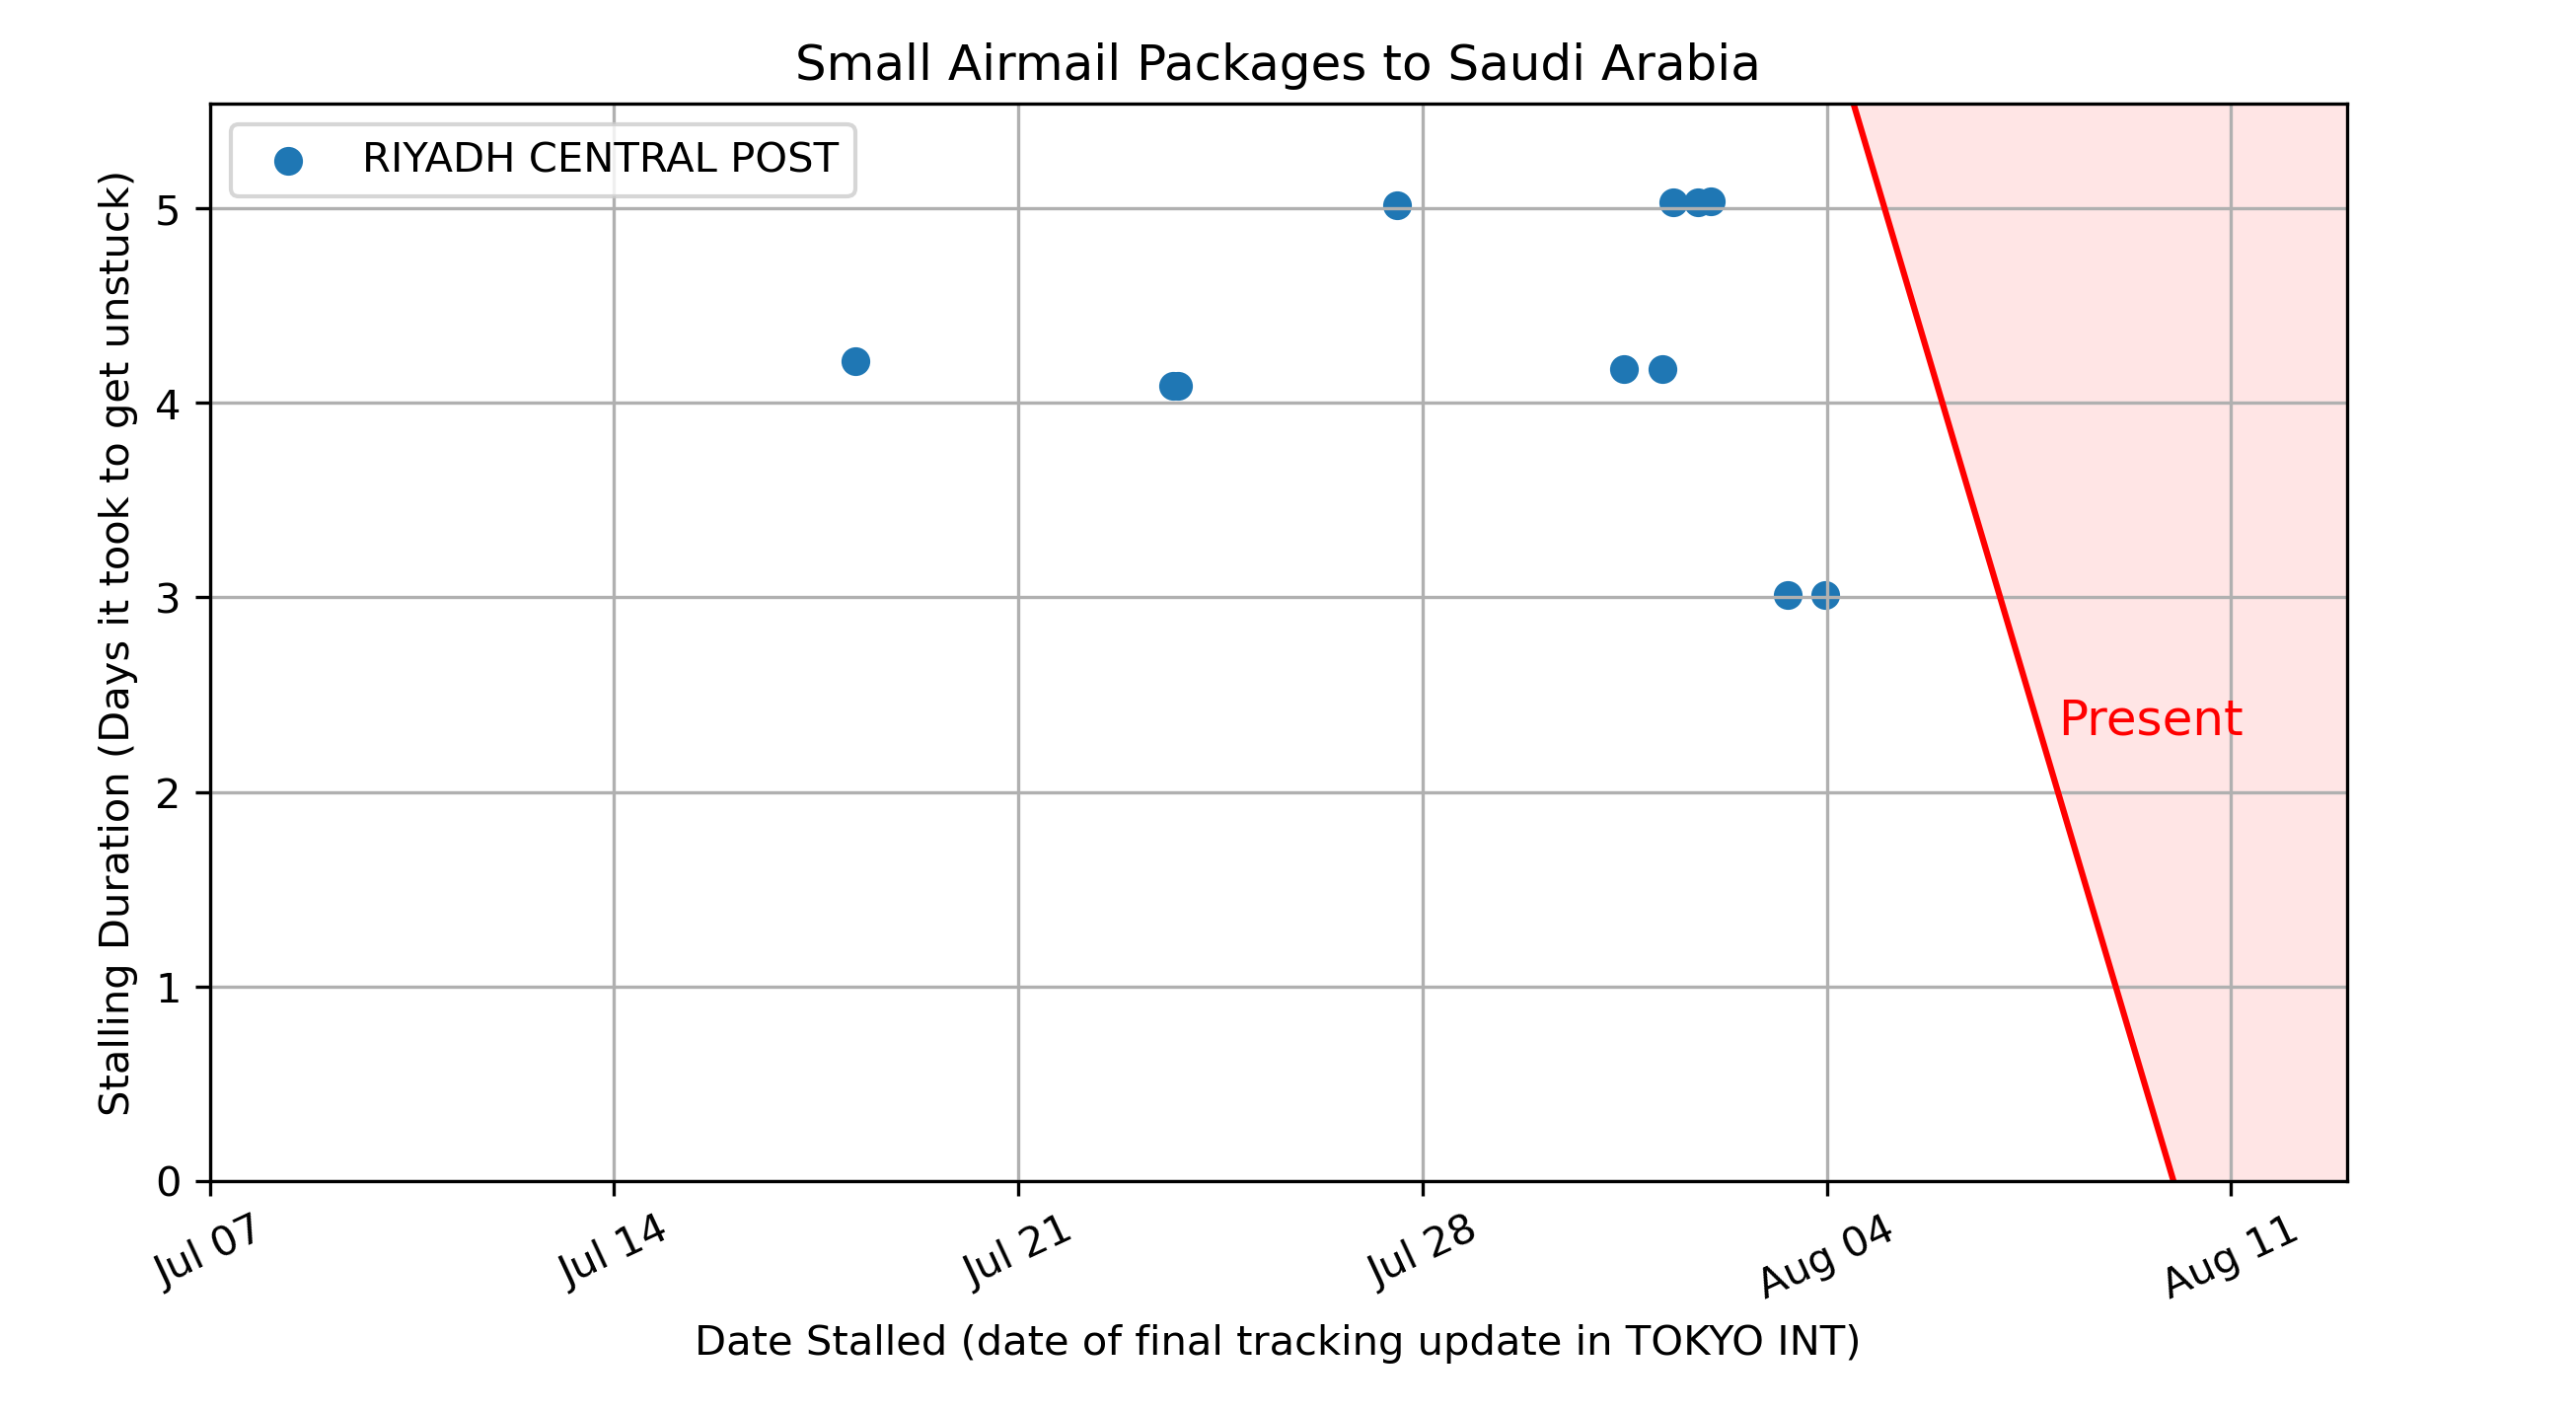 Small Airmail Packages to Saudi Arabia
RIYADH CENTRAL POST
Stalling Duration (Days it took to get unstuck)
5
4
3
2
1
0
Present
Jul 07
Jul 14
Jul 21
Jul 28
Aug 04
Aug 11
Date Stalled (date of final tracking update in TOKYO INT)